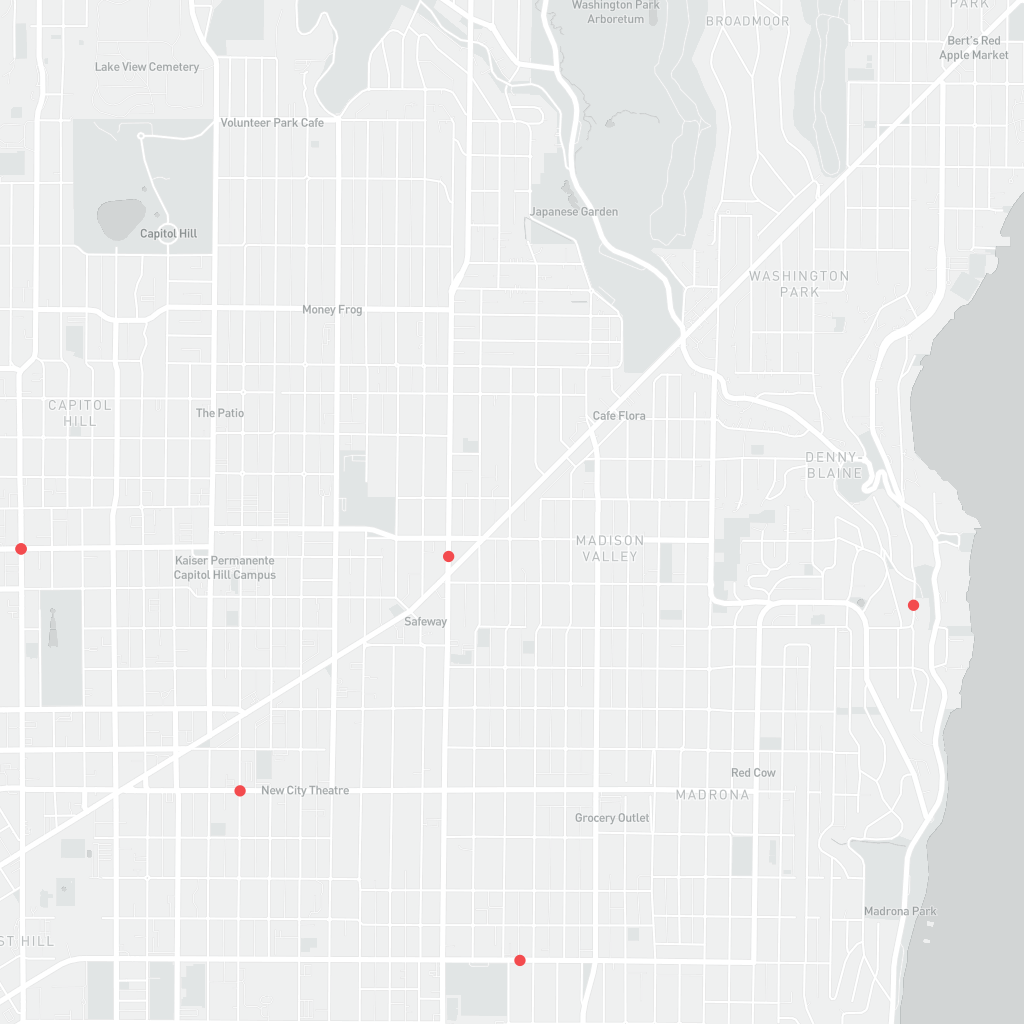 Washington Park
Arboretum
BROADMOOR
PARK
Bert's Red
Apple Market
Lake View Cemetery
Volunteer Park Cafe
Japanese Garden
Capitol Hill
WASHINGTON
PARK
Money Frog
CAPITOL
HILL
The Patio
Cafe Flora
DENNY-
BLAINE
MADISON
VALLEY
Kaiser Permanente
Capitol Hill Campus
Safeway
Red Cow
New City Theatre
MADRONA
Grocery Outlet
Madrona Park
ST HILL